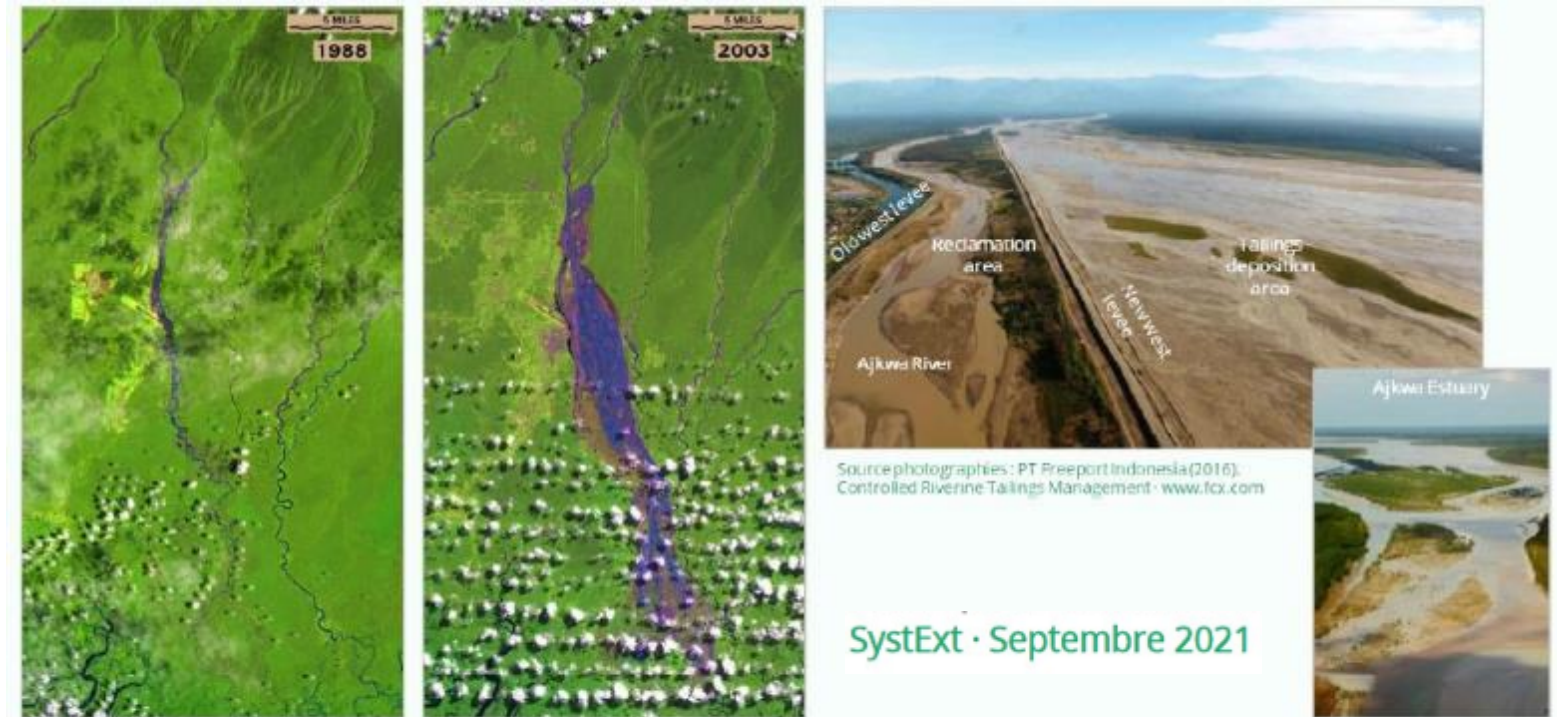 5 MILES
1988
5 MILES
2003
Old west levee
Reclamation
area
Tailings
deposition
area
New west
levee
Ajkwa River
Ajkwa Estuary
Source photographies : PT Freeport Indonesia (2016).
Controlled Riverine Tailings Management · www.fcx.com
SystExt · Septembre 2021